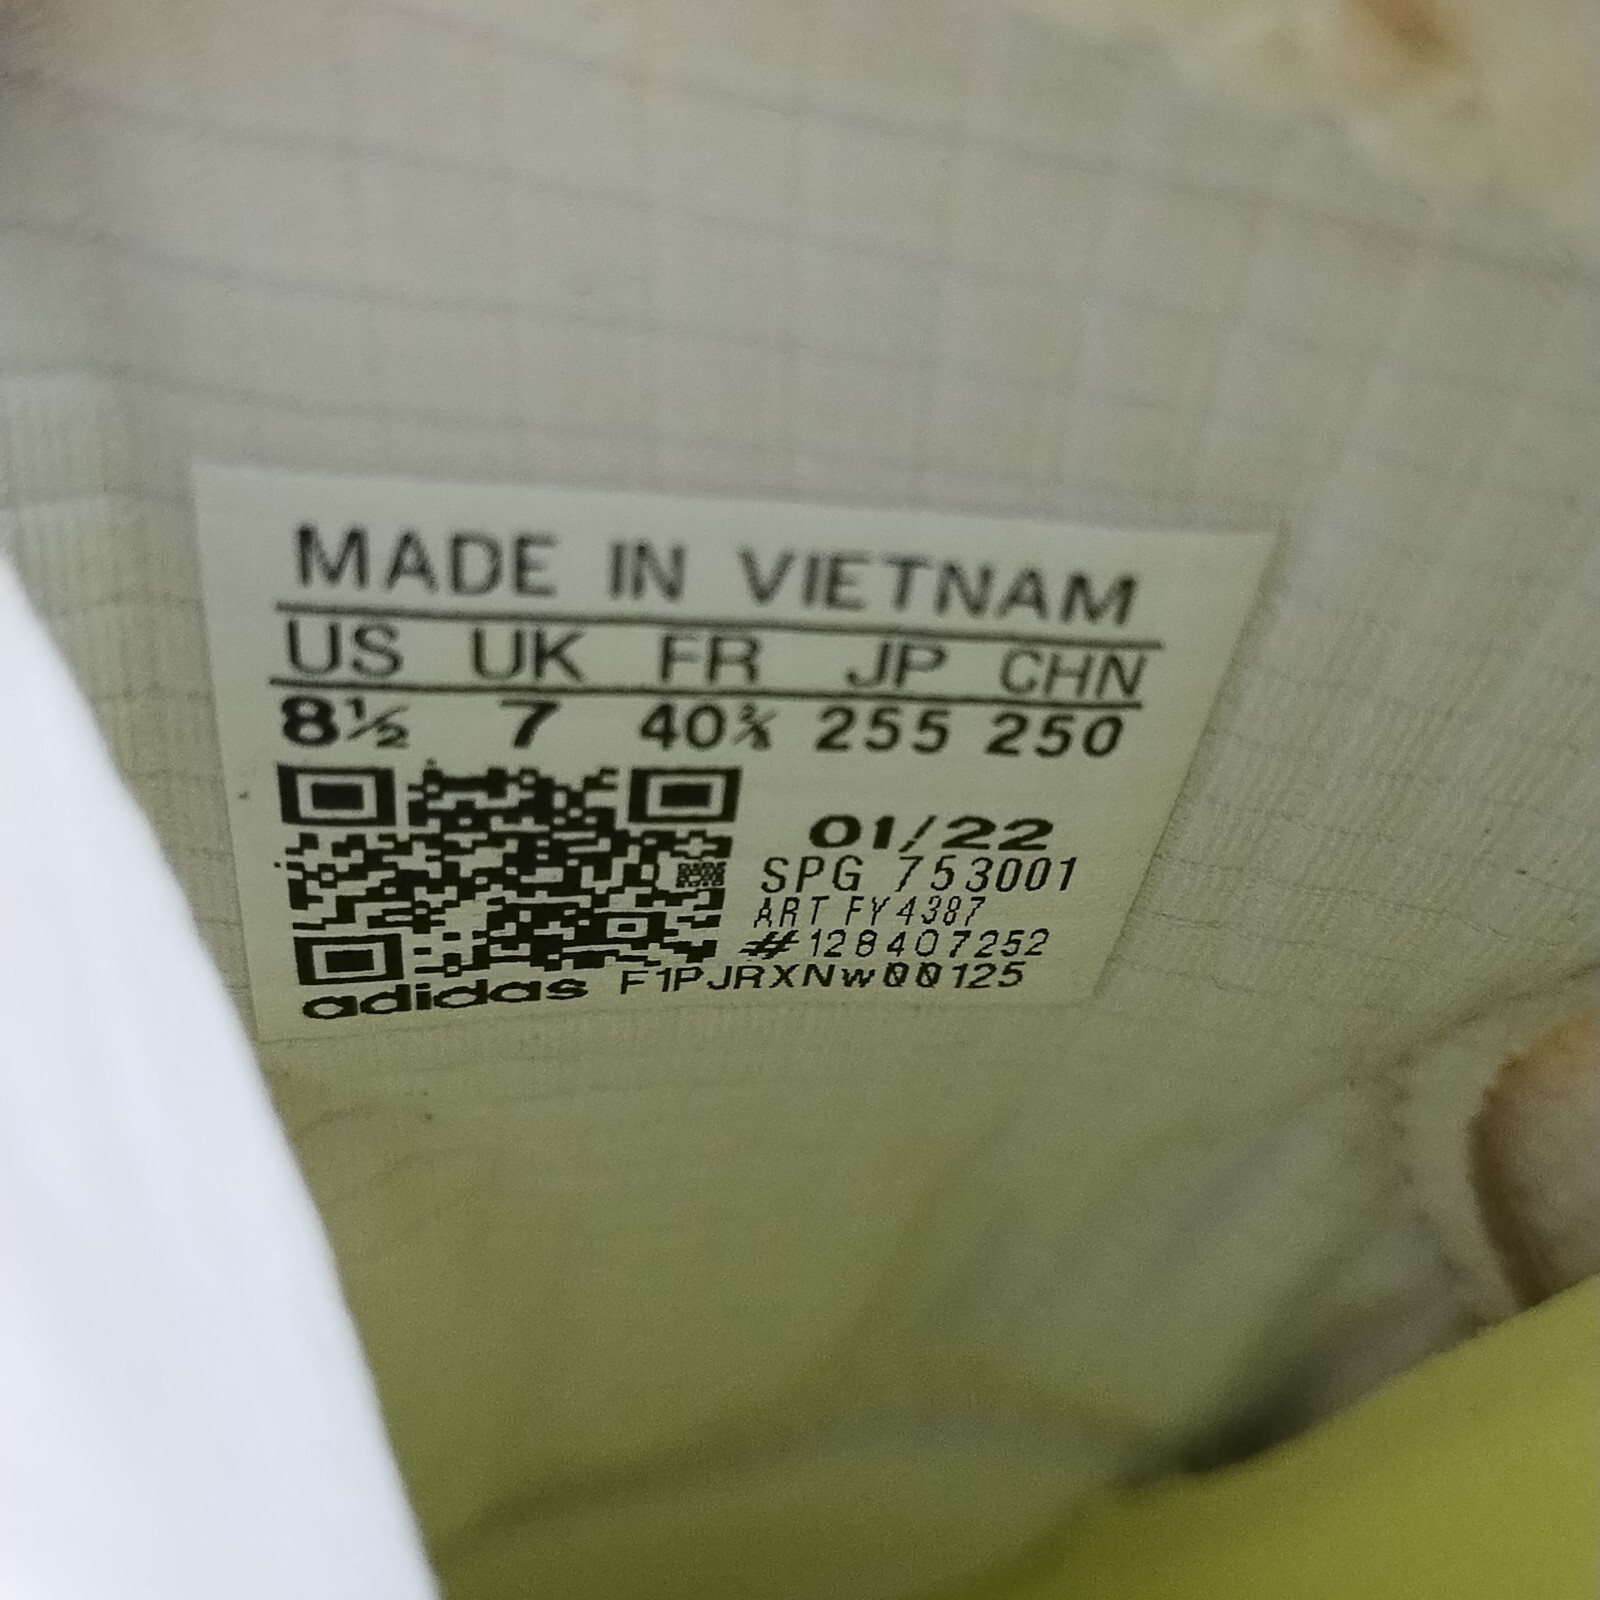 MADE IN VIETNAM
US UK FR JP CHN
8½ 7 40⅔ 255 250
01/22
SPG 753001
ART FY4387
#128407252
adidas F1PJRXNW00125